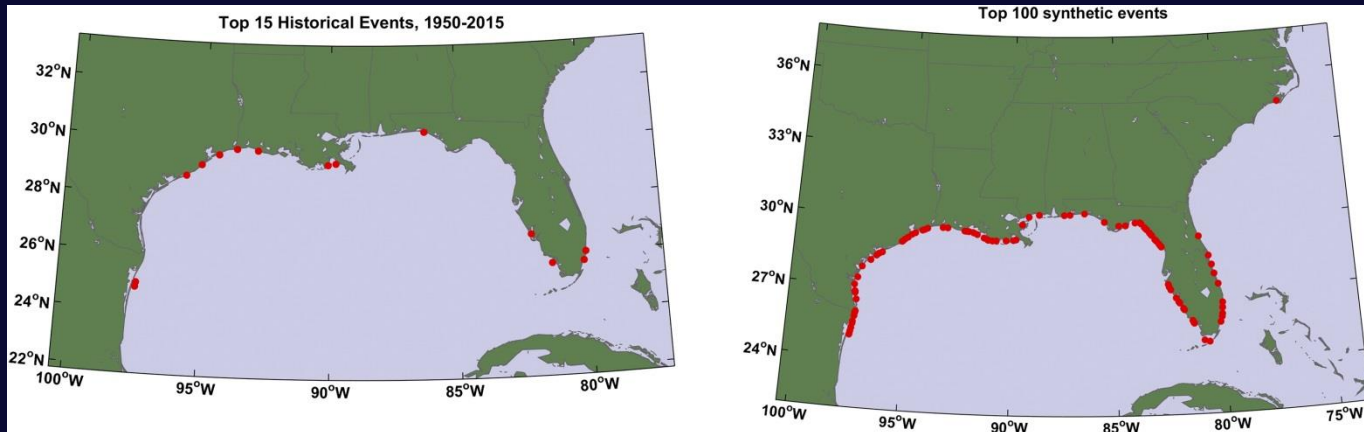 Top 15 Historical Events, 1950-2015
32°N
30°N
28°N
26°N
24°N
22°N
100°W
95°W
90°W
85°W
80°W
Top 100 synthetic events
36°N
33°N
30°N
27°N
24°N
100°W
95°W
90°W
85°W
80°W
75°W